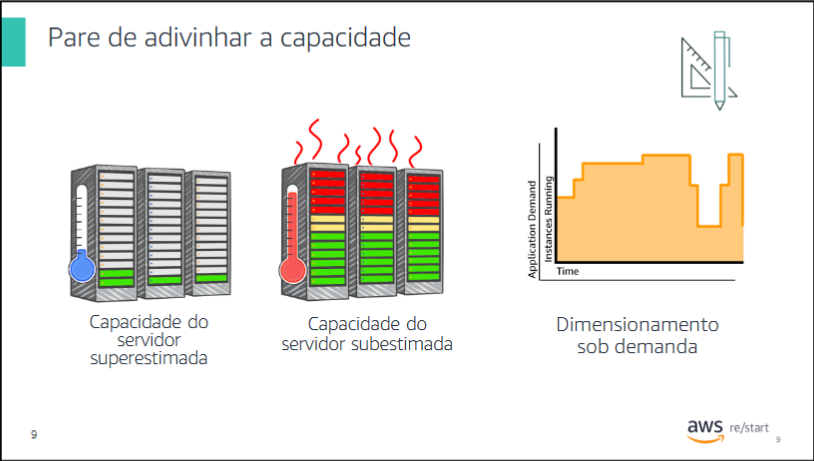 Pare de adivinhar a capacidade
Capacidade do
servidor
superestimada
Capacidade do
servidor subestimada
Application Demand
Instances Running
Time
Dimensionamento
sob demanda
9
aws re/start
9